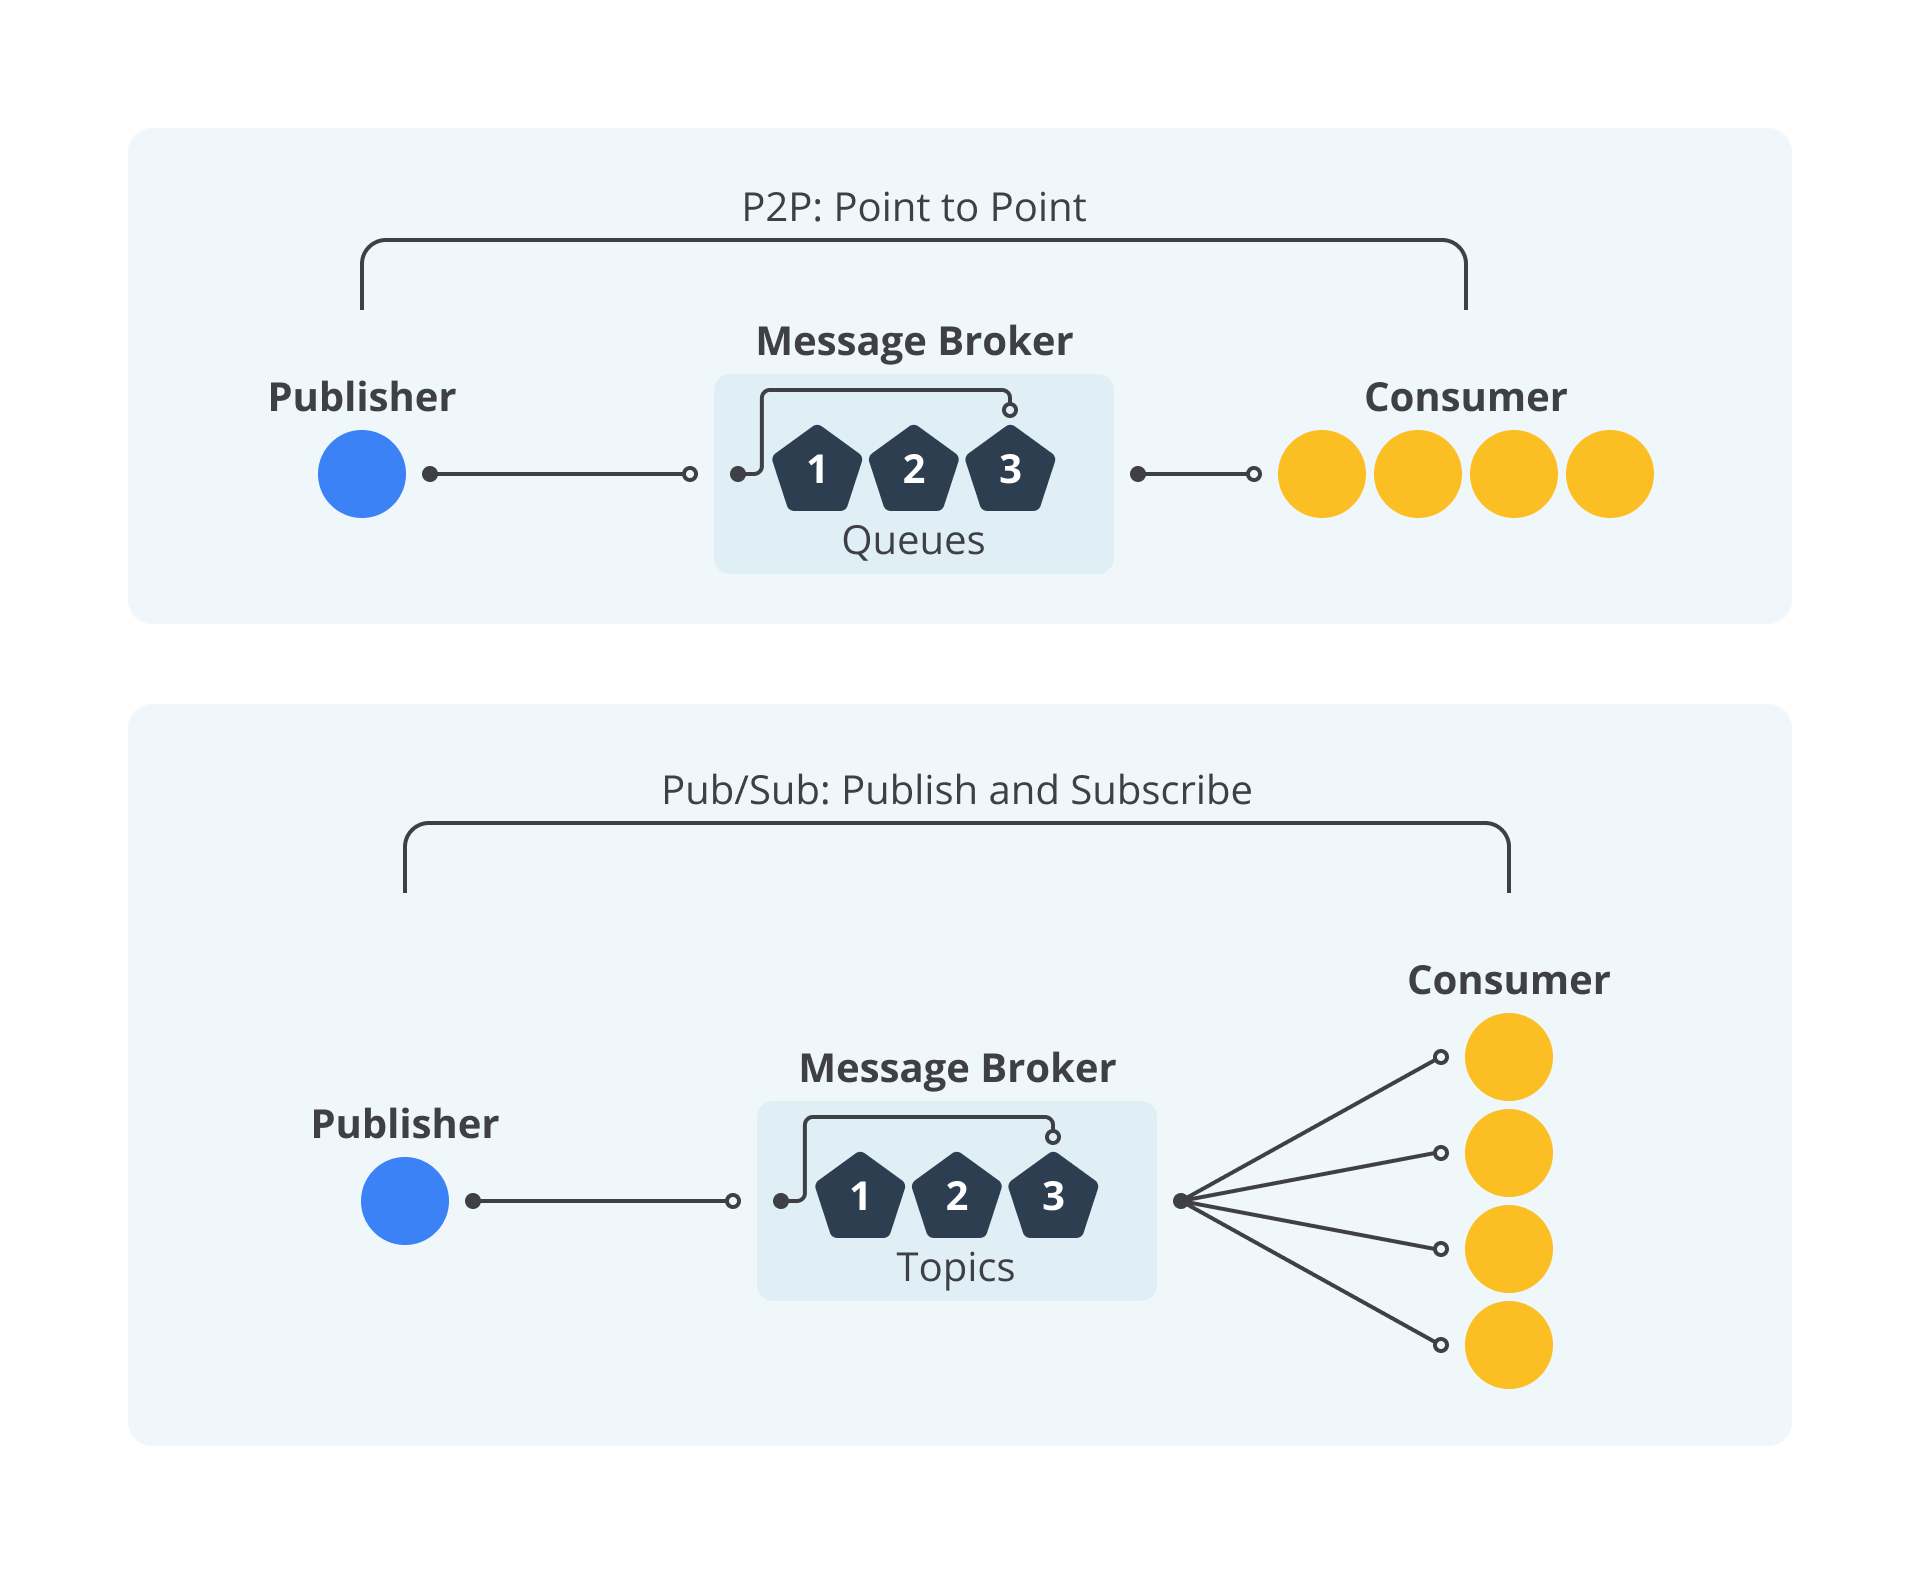 P2P: Point to Point
Message Broker
Publisher
Consumer
1 2 3
Queues
Pub/Sub: Publish and Subscribe
Consumer
Message Broker
Publisher
1 2 3
Topics